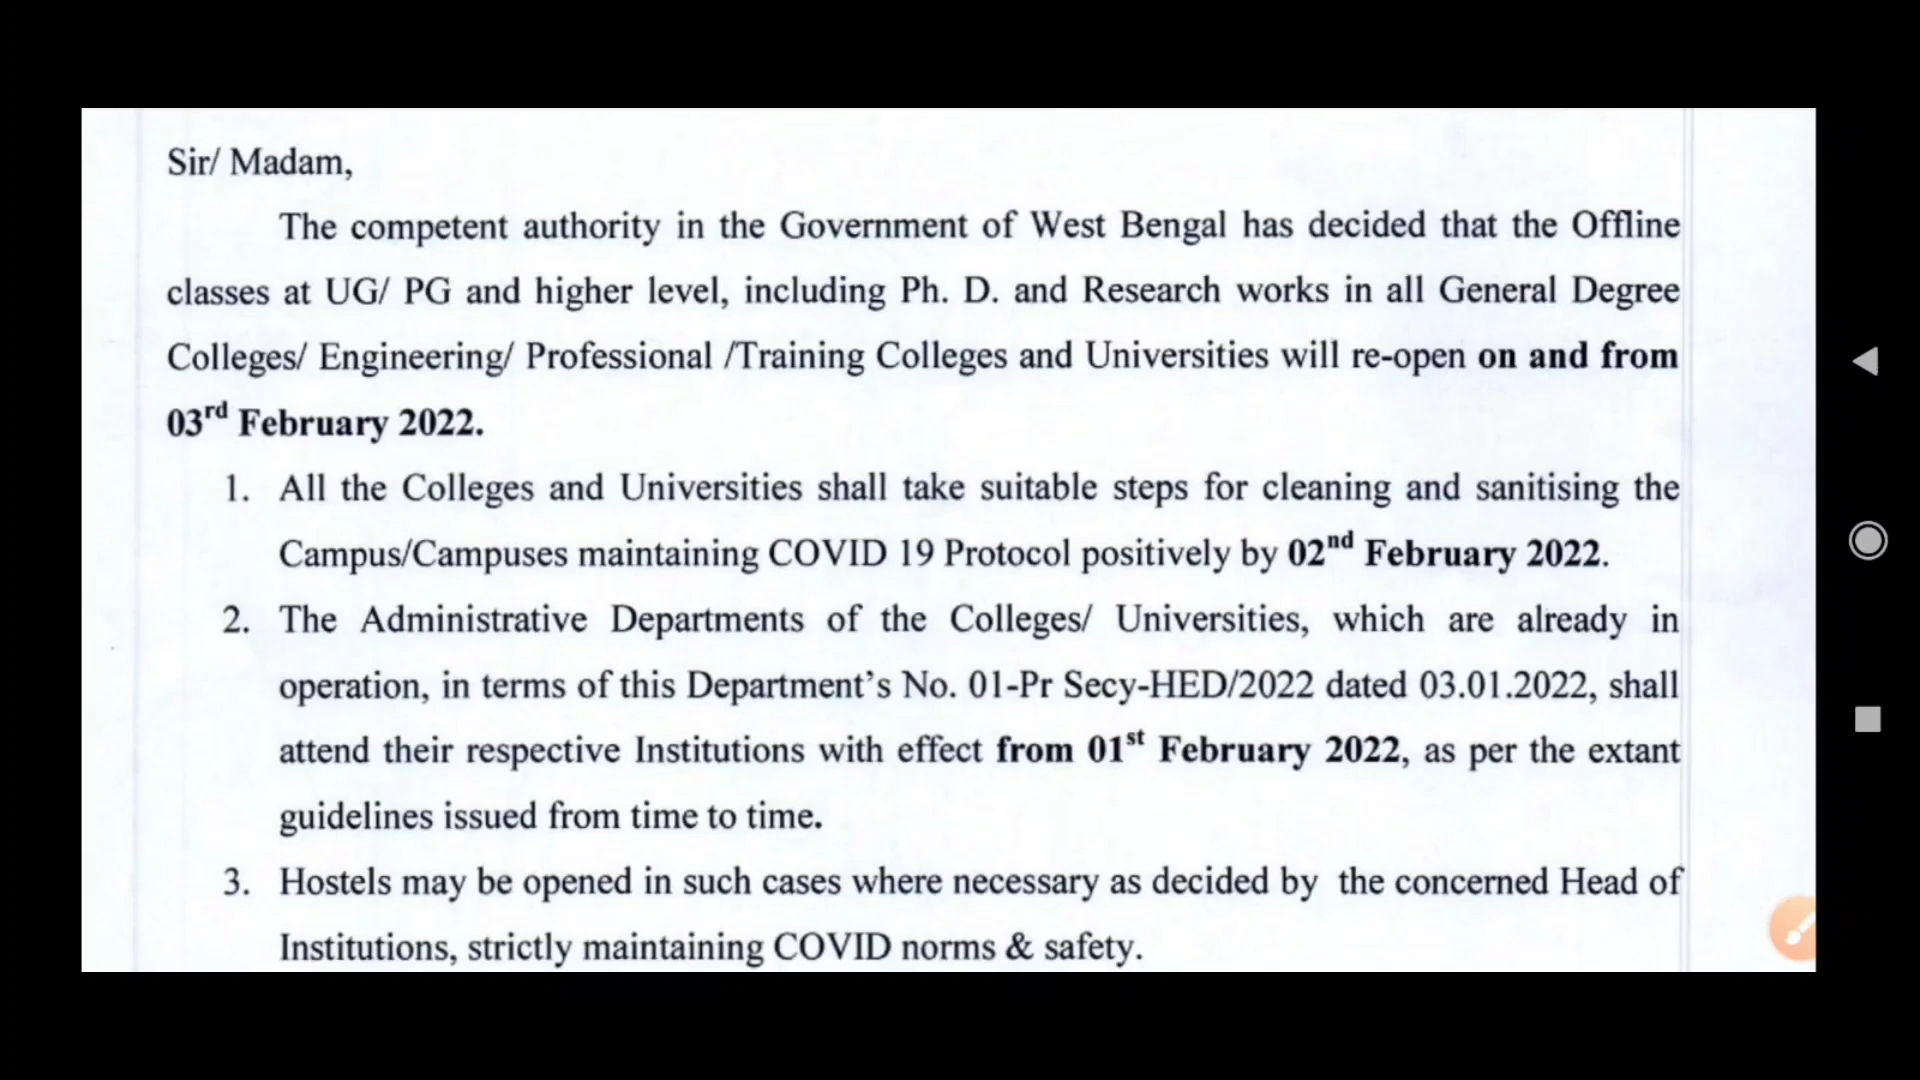 Sir/ Madam,
The competent authority in the Government of West Bengal has decided that the Offline
classes at UG/ PG and higher level, including Ph. D. and Research works in all General Degree
Colleges/ Engineering/ Professional /Training Colleges and Universities will re-open on and from
03rd February 2022.
1. All the Colleges and Universities shall take suitable steps for cleaning and sanitising the
Campus/Campuses maintaining COVID 19 Protocol positively by 02nd February 2022.
2. The Administrative Departments of the Colleges/ Universities, which are already in
operation, in terms of this Department's No. 01-Pr Secy-HED/2022 dated 03.01.2022, shall
attend their respective Institutions with effect from 01st February 2022, as per the extant
guidelines issued from time to time.
3. Hostels may be opened in such cases where necessary as decided by the concerned Head of
Institutions, strictly maintaining COVID norms & safety.